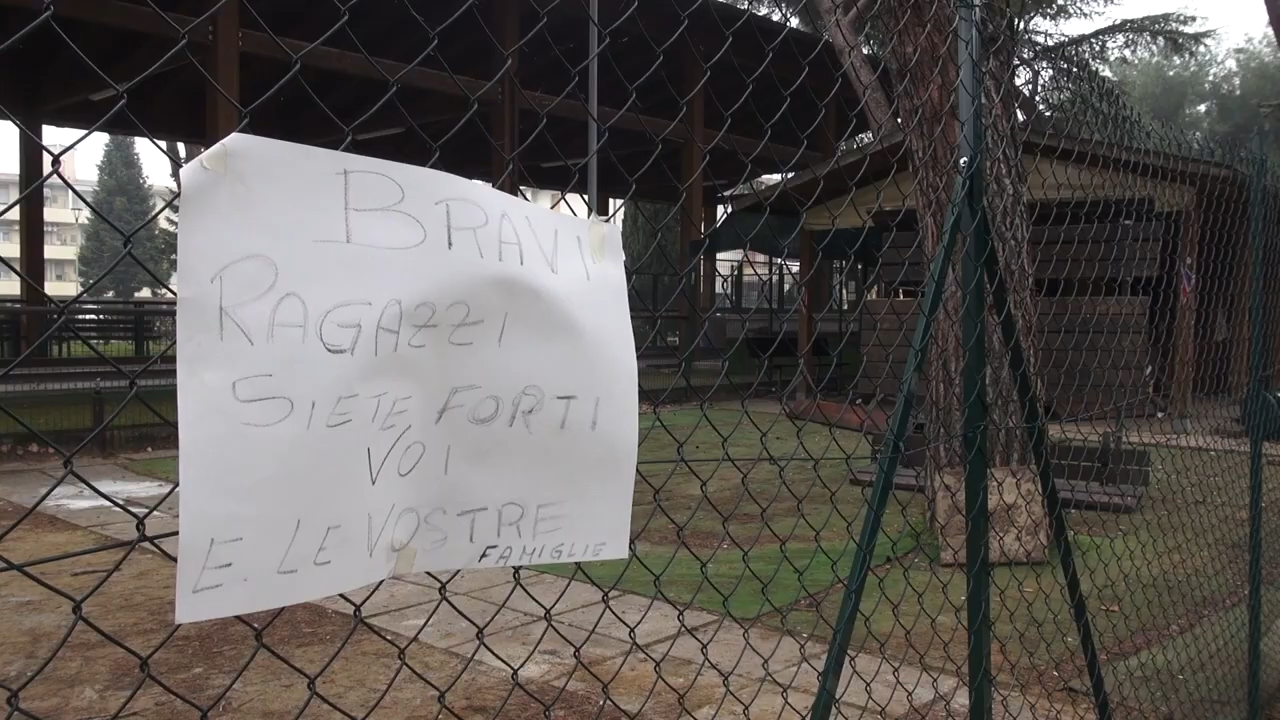 BRAVI
RAGAZZI
SIETE FORTI
VOI
E. LE VOSTRE
FAMIGLIE